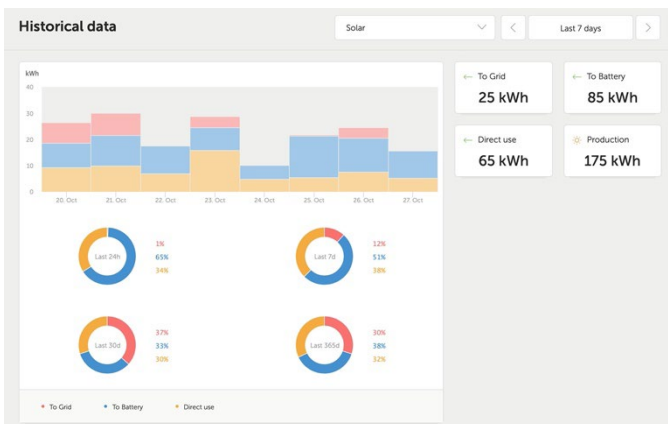 Historical data
Solar
Last 7 days
kWh
40
30
20
10
0
20. Oct
21. Oct
22. Oct
23. Oct
24. Oct
25. Oct
26. Oct
27. Oct
To Grid
25 kWh
To Battery
85 kWh
Direct use
65 kWh
Production
175 kWh
Last 24h
1%
65%
34%
Last 7d
12%
51%
38%
Last 30d
37%
33%
30%
Last 365d
30%
38%
32%
To Grid
To Battery
Direct use